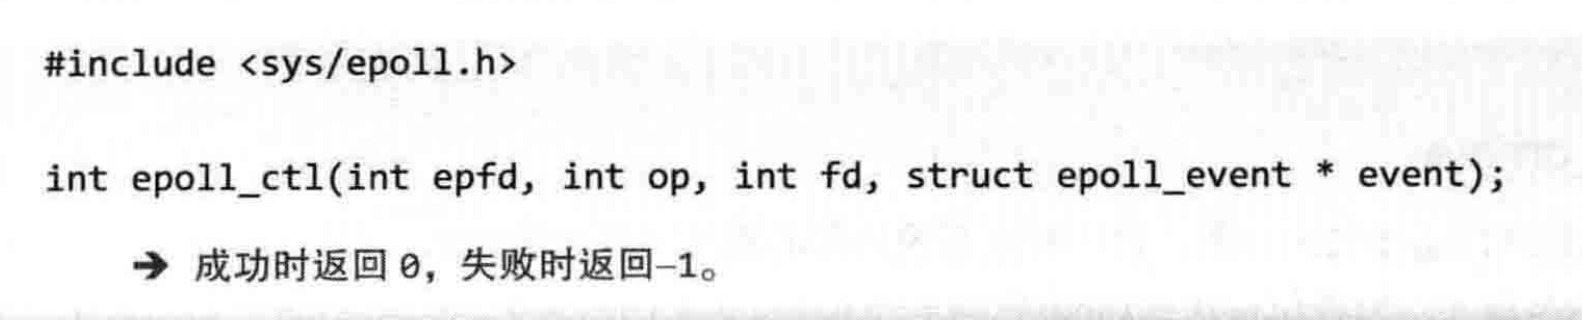 #include <sys/epoll.h>
int epoll_ctl(int epfd, int op, int fd, struct epoll_event * event);
➔ 成功时返回 0，失败时返回–1。